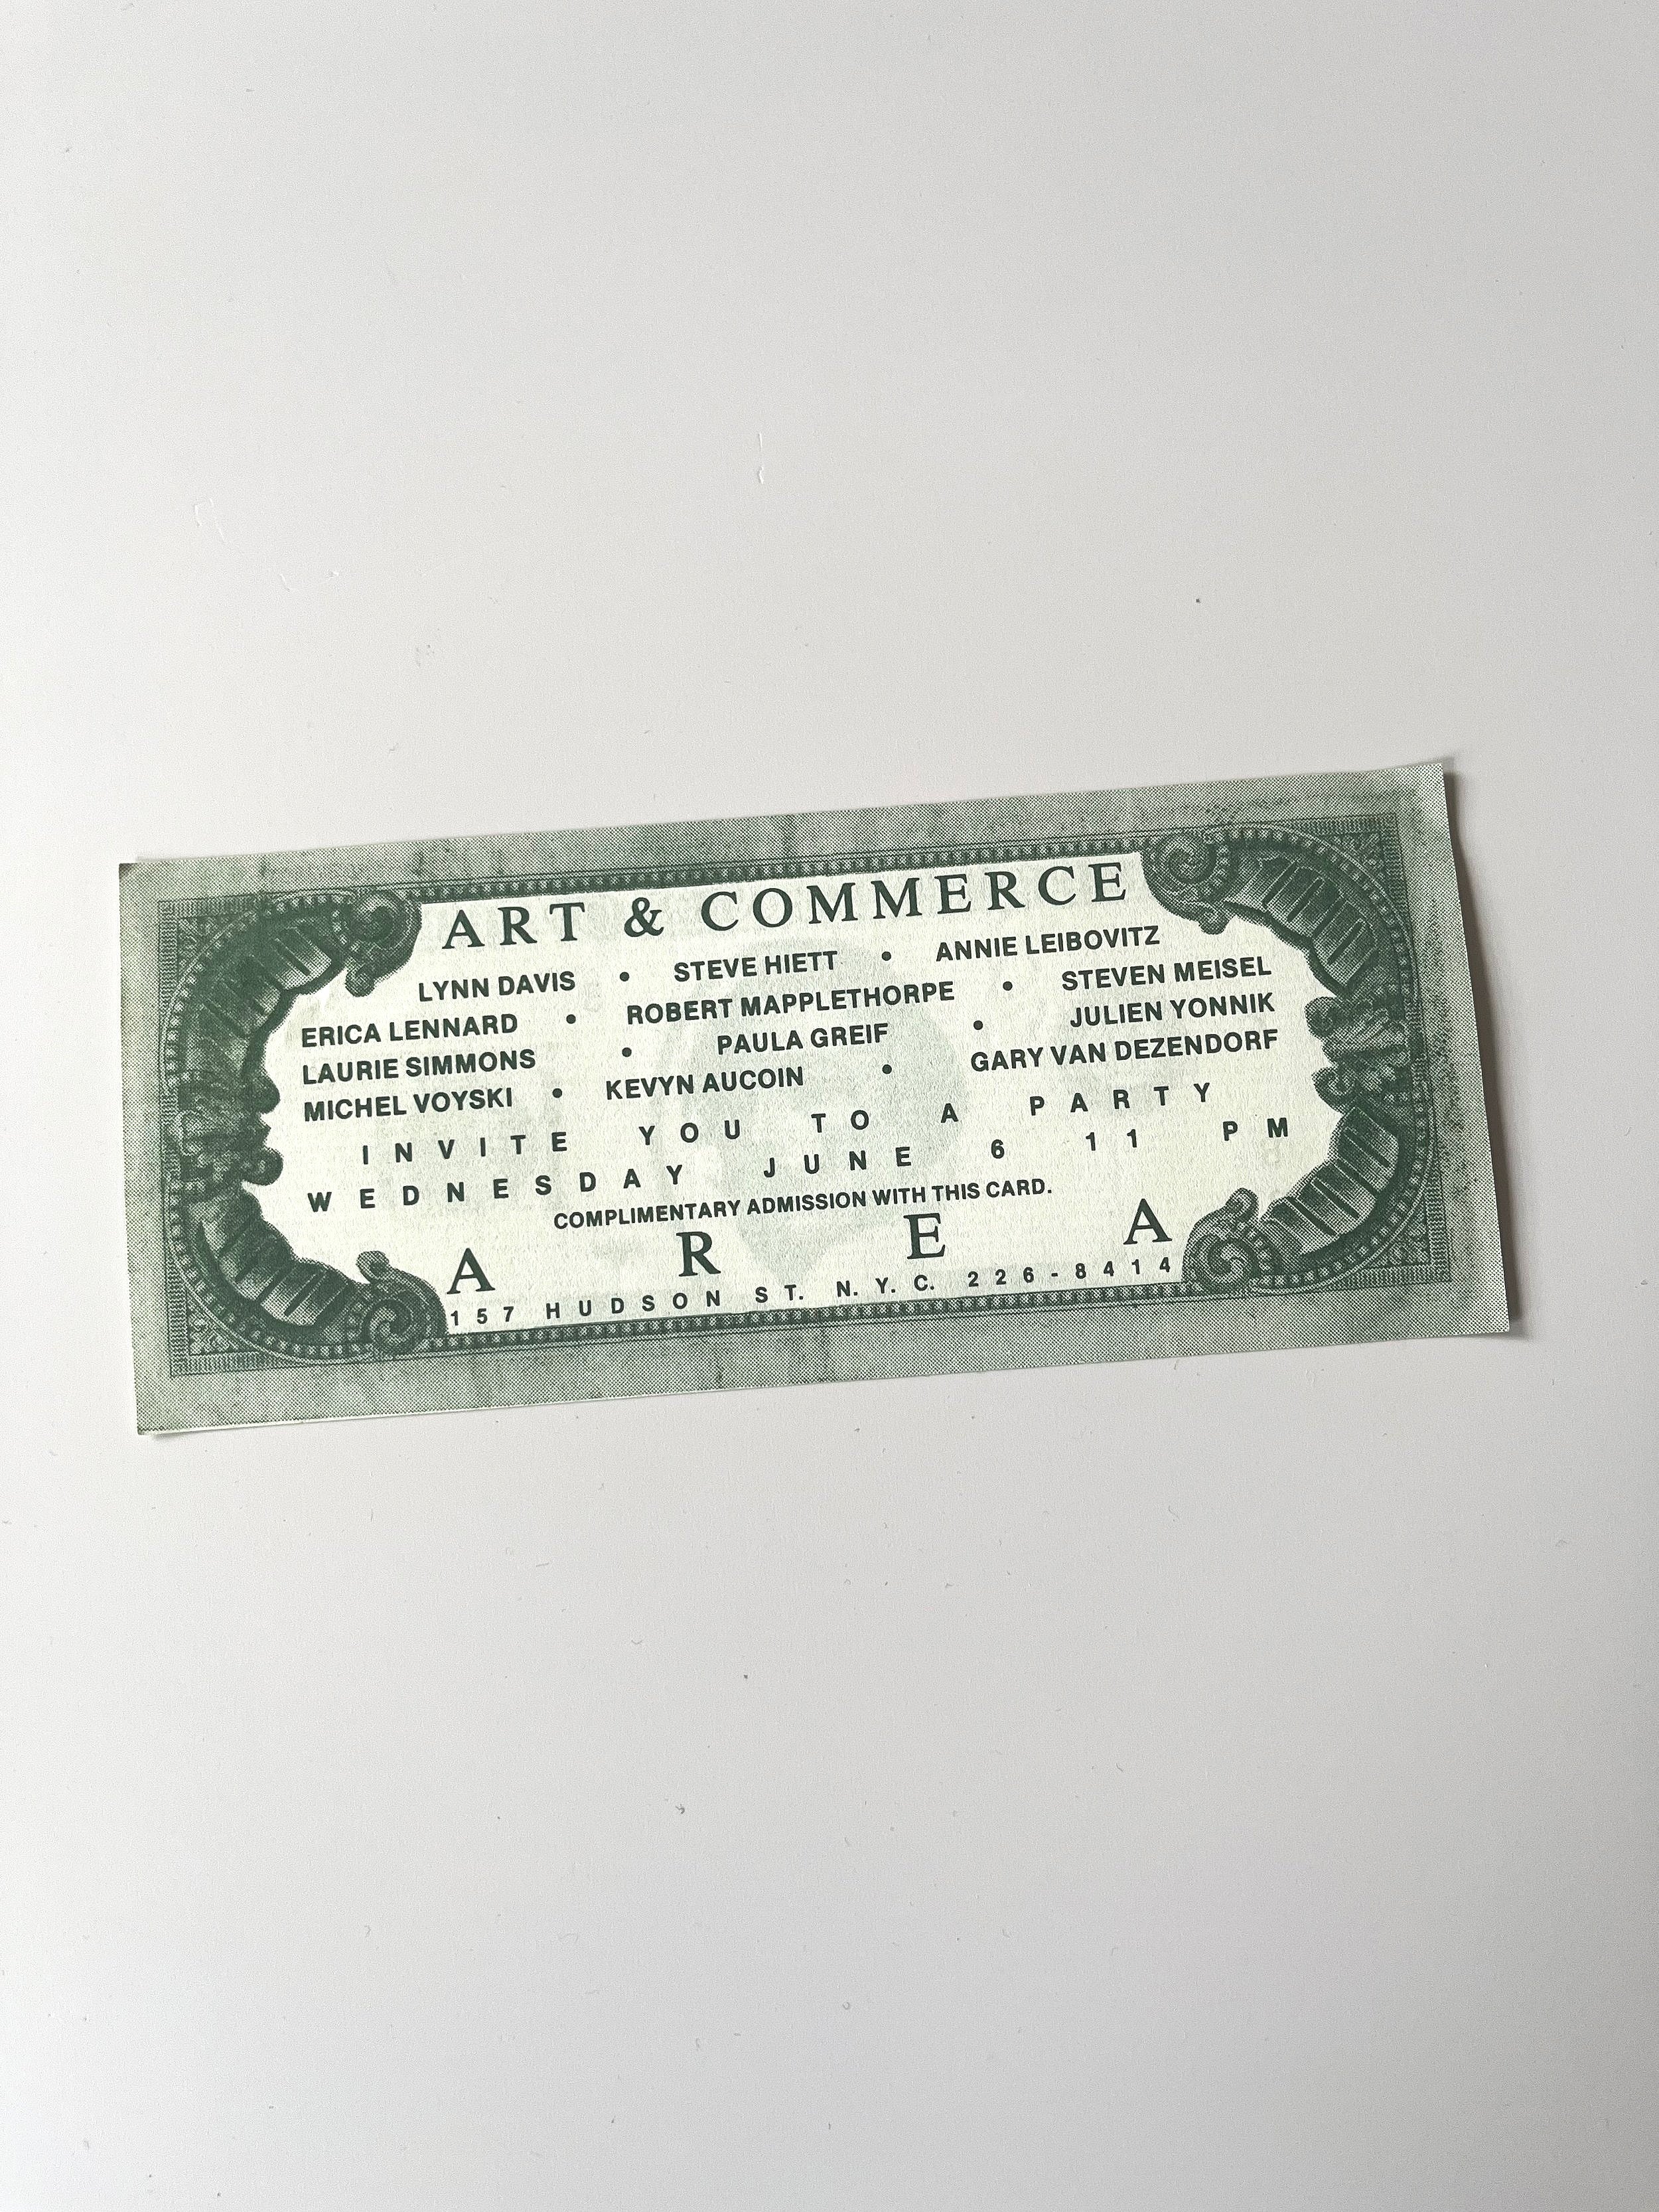 ART & COMMERCE
LYNN DAVIS • STEVE HIETT • ANNIE LEIBOVITZ
ERICA LENNARD • ROBERT MAPPLETHORPE • STEVEN MEISEL
LAURIE SIMMONS • PAULA GREIF • JULIEN YONNIK
MICHEL VOYSKI • KEVYN AUCOIN • GARY VAN DEZENDORF
INVITE YOU TO A PARTY
WEDNESDAY JUNE 6 11 PM
COMPLIMENTARY ADMISSION WITH THIS CARD.
AREA
157 HUDSON ST. N.Y.C. 226-8414